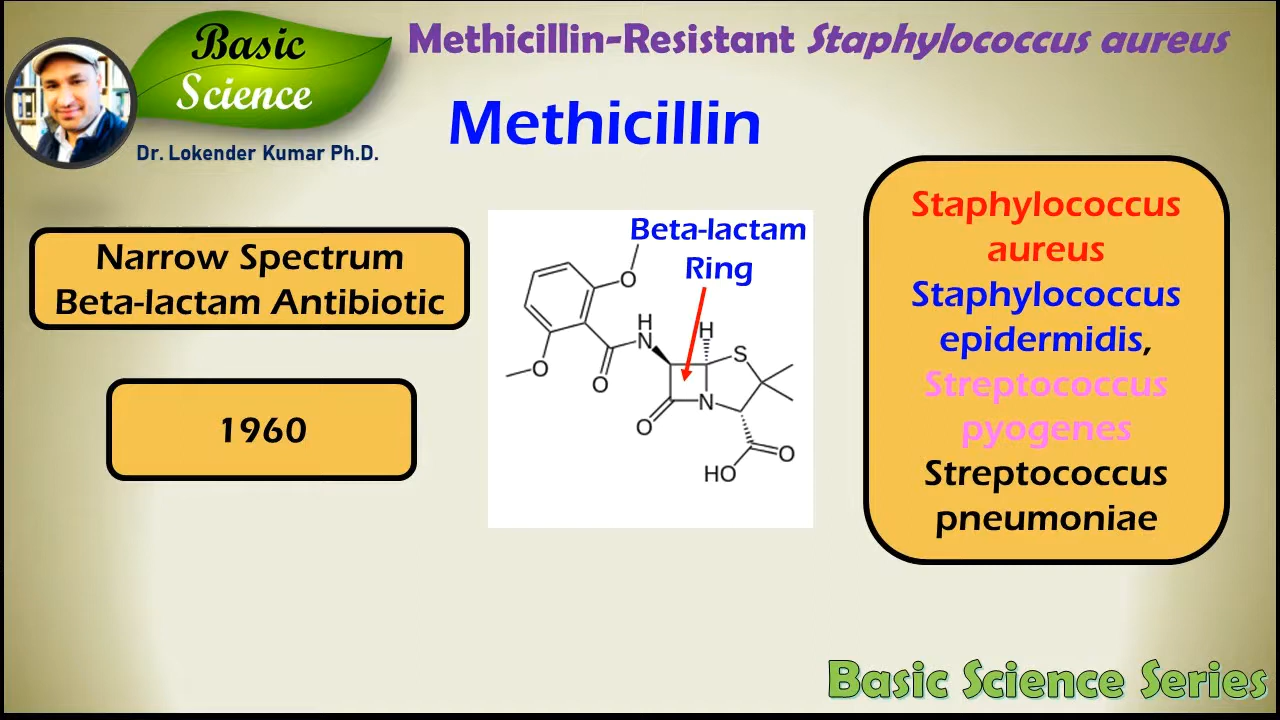 Basic
Science
Dr. Lokender Kumar Ph.D.
Methicillin-Resistant Staphylococcus aureus
Methicillin
Narrow Spectrum
Beta-lactam Antibiotic
1960
Beta-lactam
Ring
O
H
N
H
S
O
O
N
O
O
HO
Staphylococcus
aureus
Staphylococcus
epidermidis,
Streptococcus
pyogenes
Streptococcus
pneumoniae
Basic Science Series